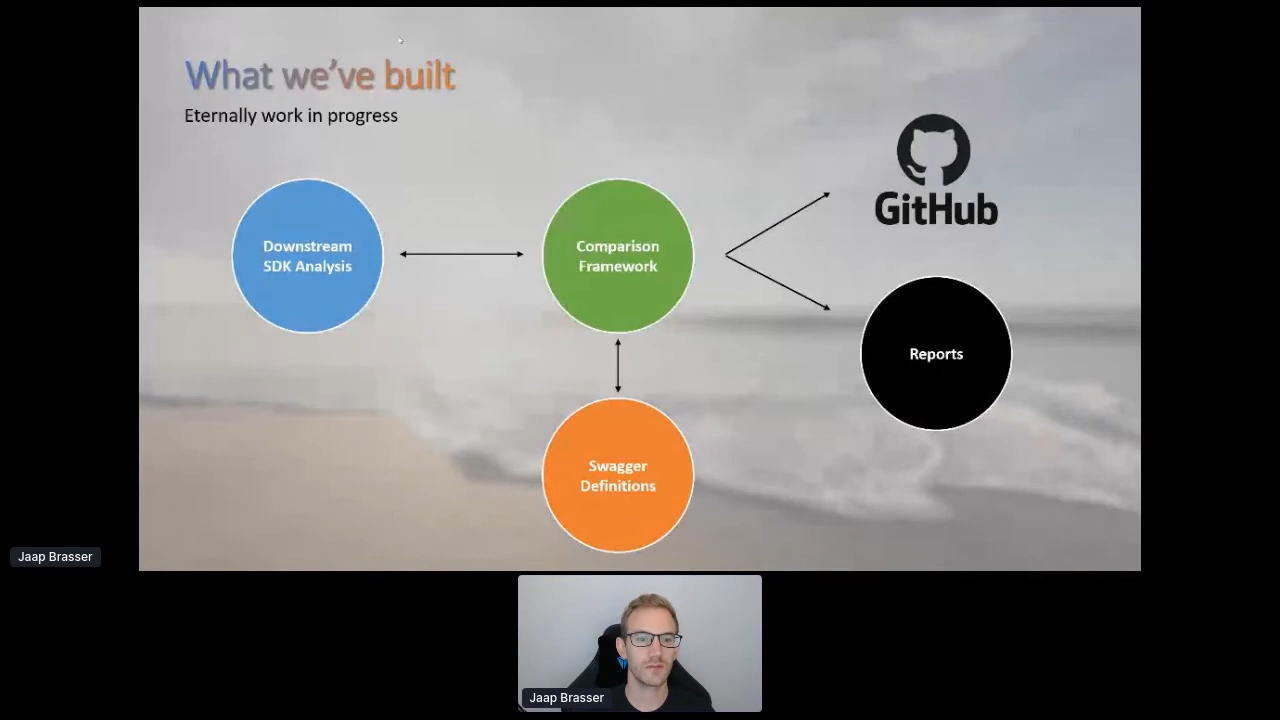 What we've built
Eternally work in progress
GitHub
Downstream
SDK Analysis
Comparison
Framework
Reports
Swagger
Definitions
Jaap Brasser
Jaap Brasser